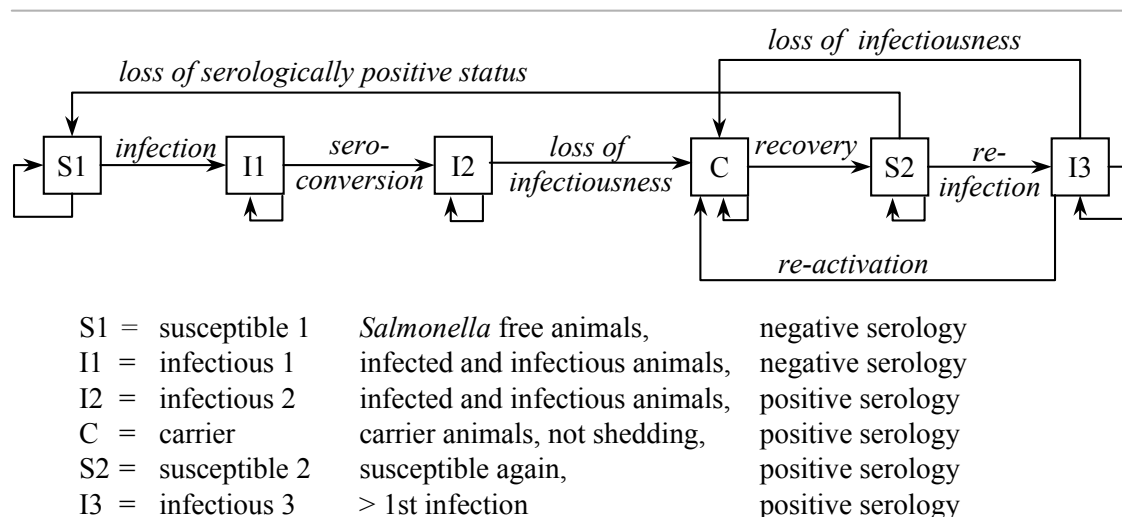 loss of infectiousness
loss of serologically positive status
S1
infection
I1
sero-
conversion
I2
loss of
infectiousness
C
recovery
S2
re-
infection
I3
re-activation
S1 = susceptible 1 Salmonella free animals, negative serology
I1 = infectious 1 infected and infectious animals, negative serology
I2 = infectious 2 infected and infectious animals, positive serology
C = carrier carrier animals, not shedding, positive serology
S2 = susceptible 2 susceptible again, positive serology
I3 = infectious 3 > 1st infection positive serology